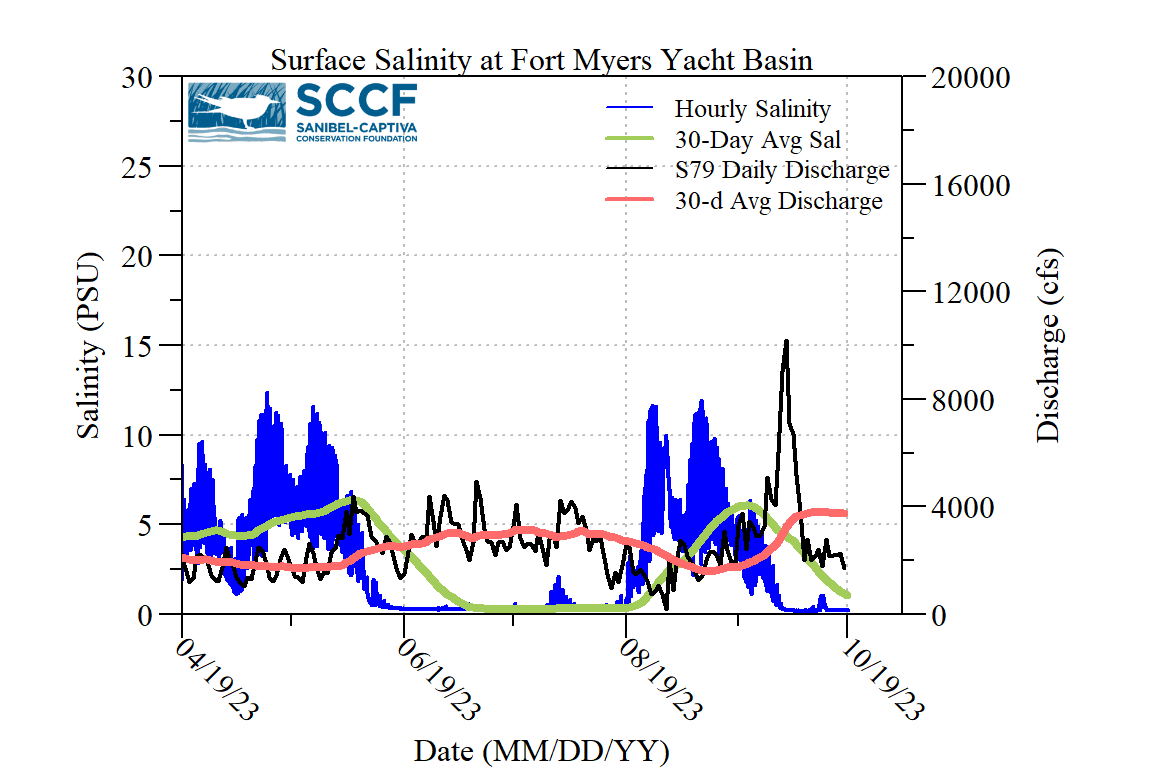 Surface Salinity at Fort Myers Yacht Basin
SCCF
SANIBEL-CAPTIVA
CONSERVATION FOUNDATION
Hourly Salinity
30-Day Avg Sal
S79 Daily Discharge
30-d Avg Discharge
Salinity (PSU)
30
25
20
15
10
5
0
20000
16000
12000
8000
4000
0
Discharge (cfs)
04/19/23
06/19/23
08/19/23
10/19/23
Date (MM/DD/YY)